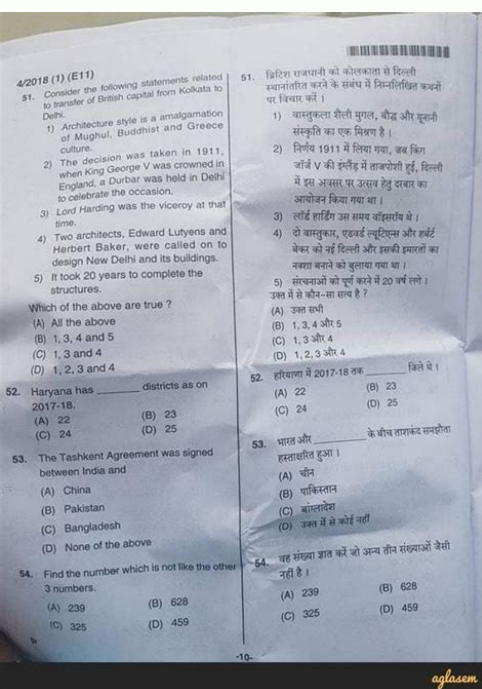 4/2018 (1) (E11)
51. Consider the following statements related
to transfer of British capital from Kolkata to
Delhi.
1) Architecture style is a amalgamation
of Mughul, Buddhist and Greece
culture.
2) The decision was taken in 1911,
when King George V was crowned in
England, a Durbar was held in Delhi
to celebrate the occasion.
3) Lord Harding was the viceroy at that
time.
4) Two architects, Edward Lutyens and
Herbert Baker, were called on to
design New Delhi and its buildings.
5) It took 20 years to complete the
structures.
Which of the above are true ?
(A) All the above
(B) 1, 3, 4 and 5
(C) 1, 3 and 4
(D) 1, 2, 3 and 4
52. Haryana has ________ districts as on
2017-18.
(A) 22 (B) 23
(C) 24 (D) 25
53. The Tashkent Agreement was signed
between India and
(A) China
(B) Pakistan
(C) Bangladesh
(D) None of the above
54. Find the number which is not like the other
3 numbers.
(A) 239 (B) 628
(C) 325 (D) 459
51. ब्रिटिश राजधानी को कोलकाता से दिल्ली
स्थानांतरित करने के संबंध में निम्नलिखित कथनों
पर विचार करें ।
1) वास्तुकला शैली मुगल, बौद्ध और यूनानी
संस्कृति का एक मिश्रण है ।
2) निर्णय 1911 में लिया गया, जब किंग
जॉर्ज V की इंग्लैंड में ताजपोशी हुई, दिल्ली
में इस अवसर पर उत्सव हेतु दरबार का
आयोजन किया गया था ।
3) लॉर्ड हार्डिंग उस समय वॉइसरॉय थे ।
4) दो वास्तुकार, एडवर्ड ल्यूटिएन्स और हर्बर्ट
बेकर को नई दिल्ली और इसकी इमारतों का
नक्शा बनाने को बुलाया गया था ।
5) संरचनाओं को पूर्ण करने में 20 वर्ष लगे ।
उक्त में से कौन-सा सत्य है ?
(A) उक्त सभी
(B) 1, 3, 4 और 5
(C) 1, 3 और 4
(D) 1, 2, 3 और 4
52. हरियाणा में 2017-18 तक ________ जिले थे ।
(A) 22 (B) 23
(C) 24 (D) 25
53. भारत और ________ के बीच ताशकंद समझौता
हस्ताक्षरित हुआ ।
(A) चीन
(B) पाकिस्तान
(C) बांग्लादेश
(D) उक्त में से कोई नहीं
54. वह संख्या ज्ञात करें जो अन्य तीन संख्याओं जैसी
नहीं है ।
(A) 239 (B) 628
(C) 325 (D) 459
-10-
aglasem